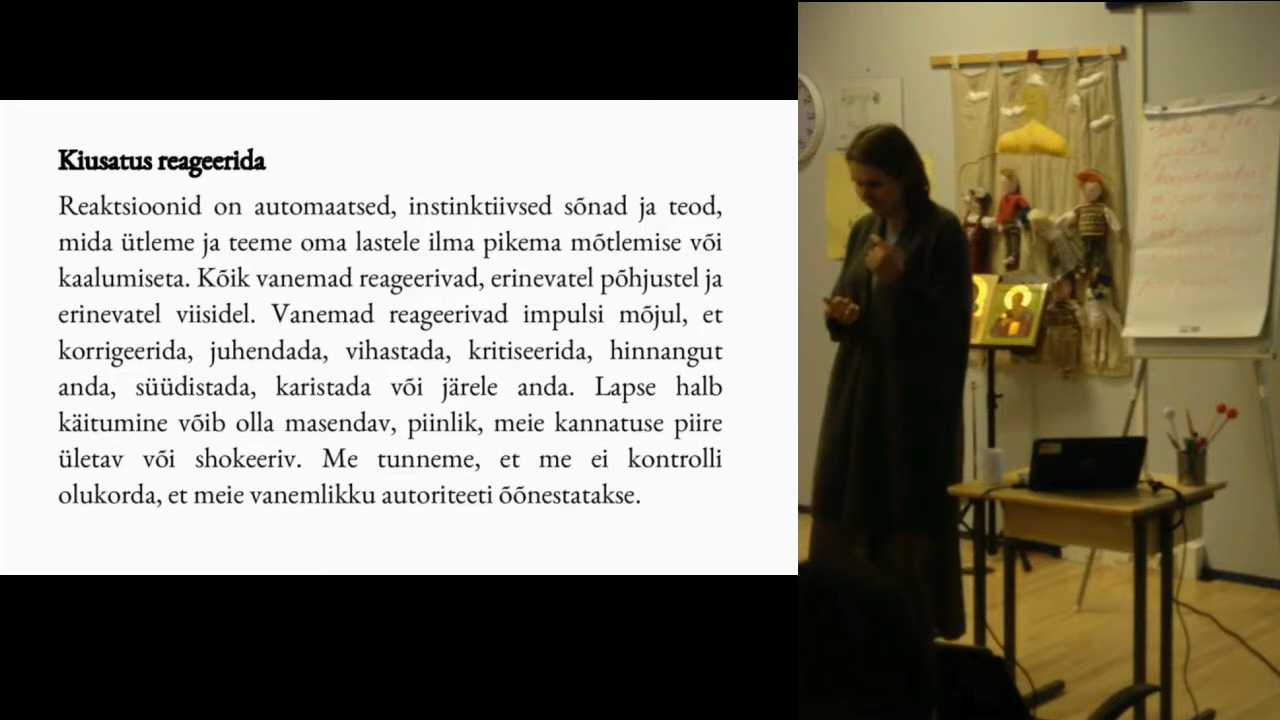 Kiusatus reageerida
Reaktsioonid on automaatsed, instinktiivsed sõnad ja teod,
mida ütleme ja teeme oma lastele ilma pikema mõtlemise või
kaalumiseta. Kõik vanemad reageerivad, erinevatel põhjustel ja
erinevatel viisidel. Vanemad reageerivad impulsi mõjul, et
korrigeerida, juhendada, vihastada, kritiseerida, hinnangut
anda, süüdistada, karistada või järele anda. Lapse halb
käitumine võib olla masendav, piinlik, meie kannatuse piire
ületav või shokeeriv. Me tunneme, et me ei kontrolli
olukorda, et meie vanemlikku autoriteeti õõnestatakse.